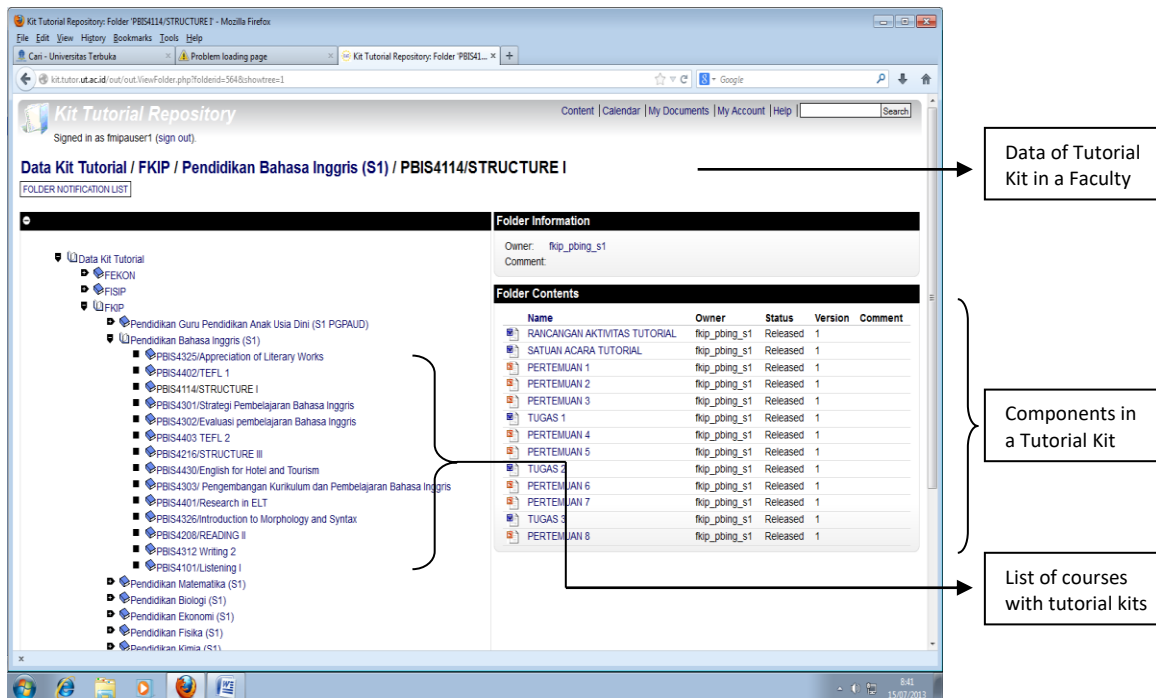 Kit Tutorial Repository: Folder 'PBIS4114/STRUCTURE I' - Mozilla Firefox
File Edit View History Bookmarks Tools Help
Cari - Universitas Terbuka
Problem loading page
Kit Tutorial Repository: Folder 'PBIS41...
kit.tutor.ut.ac.id/out/out.ViewFolder.php?folderid=564&showtree=1
Google
Kit Tutorial Repository
Content | Calendar | My Documents | My Account | Help | Search
Signed in as fmipauser1 (sign out).
Data Kit Tutorial / FKIP / Pendidikan Bahasa Inggris (S1) / PBIS4114/STRUCTURE I
FOLDER NOTIFICATION LIST
Data Kit Tutorial
FEKON
FISIP
FKIP
Pendidikan Guru Pendidikan Anak Usia Dini (S1 PGPAUD)
Pendidikan Bahasa Inggris (S1)
PBIS4325/Appreciation of Literary Works
PBIS4402/TEFL 1
PBIS4114/STRUCTURE I
PBIS4301/Strategi Pembelajaran Bahasa Inggris
PBIS4302/Evaluasi pembelajaran Bahasa Inggris
PBIS4403 TEFL 2
PBIS4216/STRUCTURE III
PBIS4430/English for Hotel and Tourism
PBIS4303/ Pengembangan Kurikulum dan Pembelajaran Bahasa Inggris
PBIS4401/Research in ELT
PBIS4326/Introduction to Morphology and Syntax
PBIS4208/READING II
PBIS4312 Writing 2
PBIS4101/Listening I
Pendidikan Matematika (S1)
Pendidikan Biologi (S1)
Pendidikan Ekonomi (S1)
Pendidikan Fisika (S1)
Pendidikan Kimia (S1)
Folder Information
Owner: fkip_pbing_s1
Comment:
Folder Contents
Name Owner Status Version Comment
RANCANGAN AKTIVITAS TUTORIAL fkip_pbing_s1 Released 1
SATUAN ACARA TUTORIAL fkip_pbing_s1 Released 1
PERTEMUAN 1 fkip_pbing_s1 Released 1
PERTEMUAN 2 fkip_pbing_s1 Released 1
PERTEMUAN 3 fkip_pbing_s1 Released 1
TUGAS 1 fkip_pbing_s1 Released 1
PERTEMUAN 4 fkip_pbing_s1 Released 1
PERTEMUAN 5 fkip_pbing_s1 Released 1
TUGAS 2 fkip_pbing_s1 Released 1
PERTEMUAN 6 fkip_pbing_s1 Released 1
PERTEMUAN 7 fkip_pbing_s1 Released 1
TUGAS 3 fkip_pbing_s1 Released 1
PERTEMUAN 8 fkip_pbing_s1 Released 1
Data of Tutorial
Kit in a Faculty
Components in
a Tutorial Kit
List of courses
with tutorial kits
8:41
15/07/2013